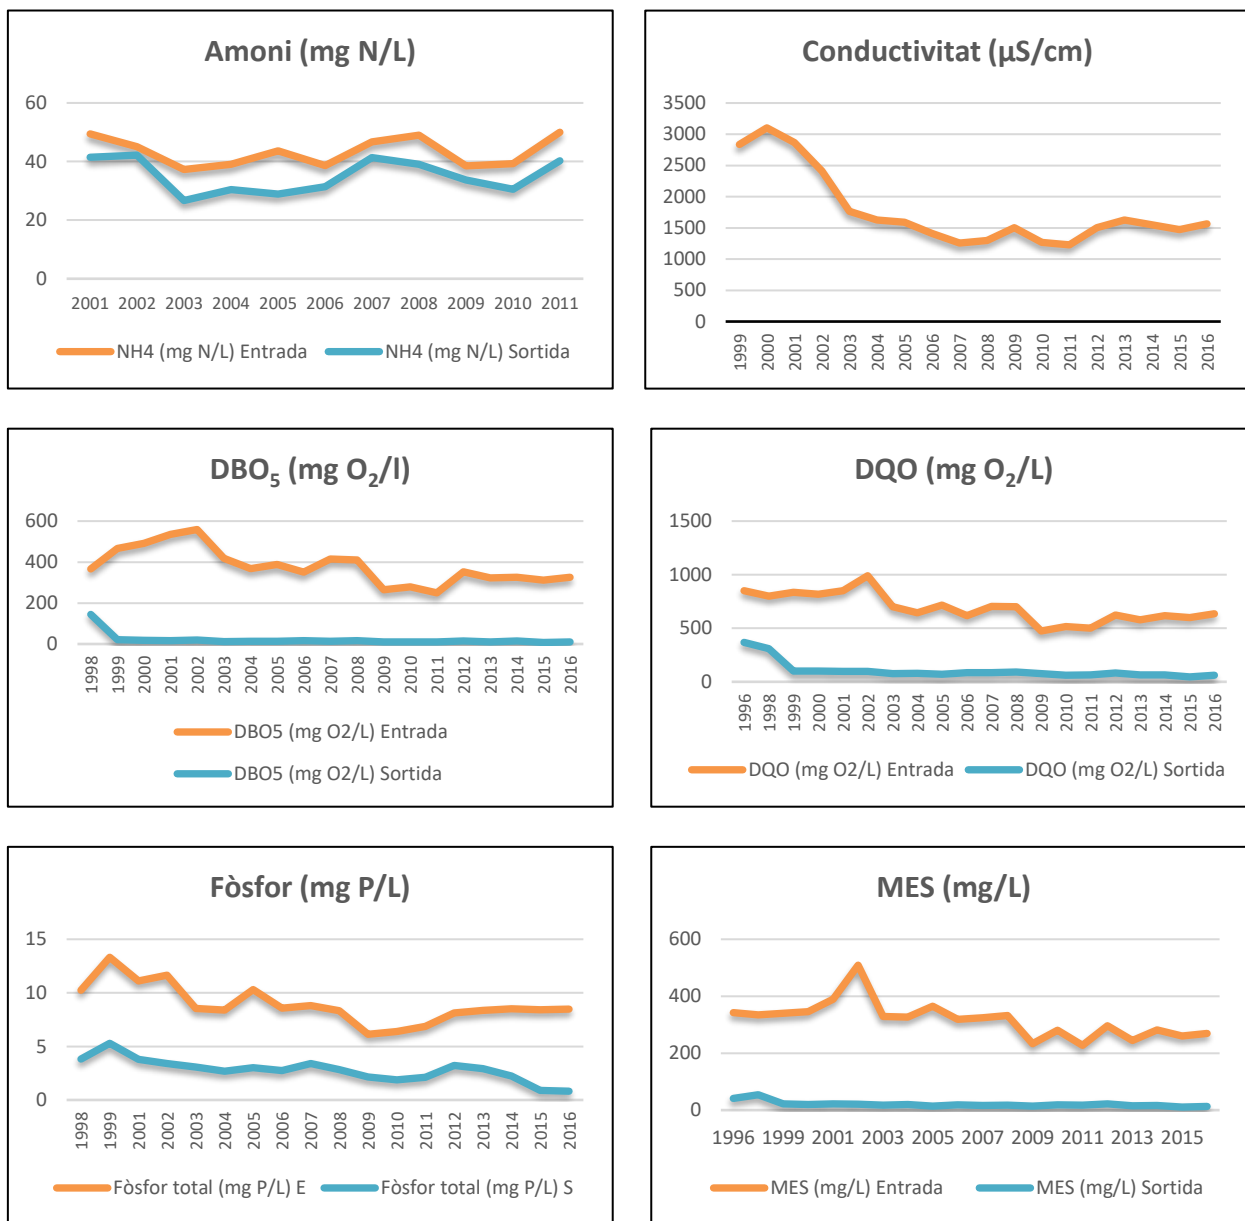 Amoni (mg N/L)
60
40
20
0
2001 2002 2003 2004 2005 2006 2007 2008 2009 2010 2011
NH4 (mg N/L) Entrada NH4 (mg N/L) Sortida
Conductivitat (µS/cm)
3500
3000
2500
2000
1500
1000
500
0
1999 2000 2001 2002 2003 2004 2005 2006 2007 2008 2009 2010 2011 2012 2013 2014 2015 2016
DBO₅ (mg O₂/l)
600
400
200
0
1998 1999 2000 2001 2002 2003 2004 2005 2006 2007 2008 2009 2010 2011 2012 2013 2014 2015 2016
DBO5 (mg O2/L) Entrada
DBO5 (mg O2/L) Sortida
DQO (mg O₂/L)
1500
1000
500
0
1996 1998 1999 2000 2001 2002 2003 2004 2005 2006 2007 2008 2009 2010 2011 2012 2013 2014 2015 2016
DQO (mg O2/L) Entrada DQO (mg O2/L) Sortida
Fòsfor (mg P/L)
15
10
5
0
1998 1999 2001 2002 2003 2004 2005 2006 2007 2008 2009 2010 2011 2012 2013 2014 2015 2016
Fòsfor total (mg P/L) E Fòsfor total (mg P/L) S
MES (mg/L)
600
400
200
0
1996 1999 2001 2003 2005 2007 2009 2011 2013 2015
MES (mg/L) Entrada MES (mg/L) Sortida